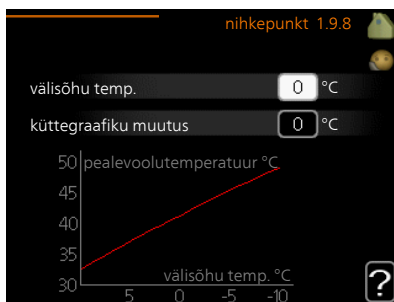 nihkepunkt 1.9.8
välisõhu temp. 0 °C
küttegraafiku muutus 0 °C
50 pealevoolutemperatuur °C
45
40
35
30 välisõhu temp. °C
5 0 -5 -10
?